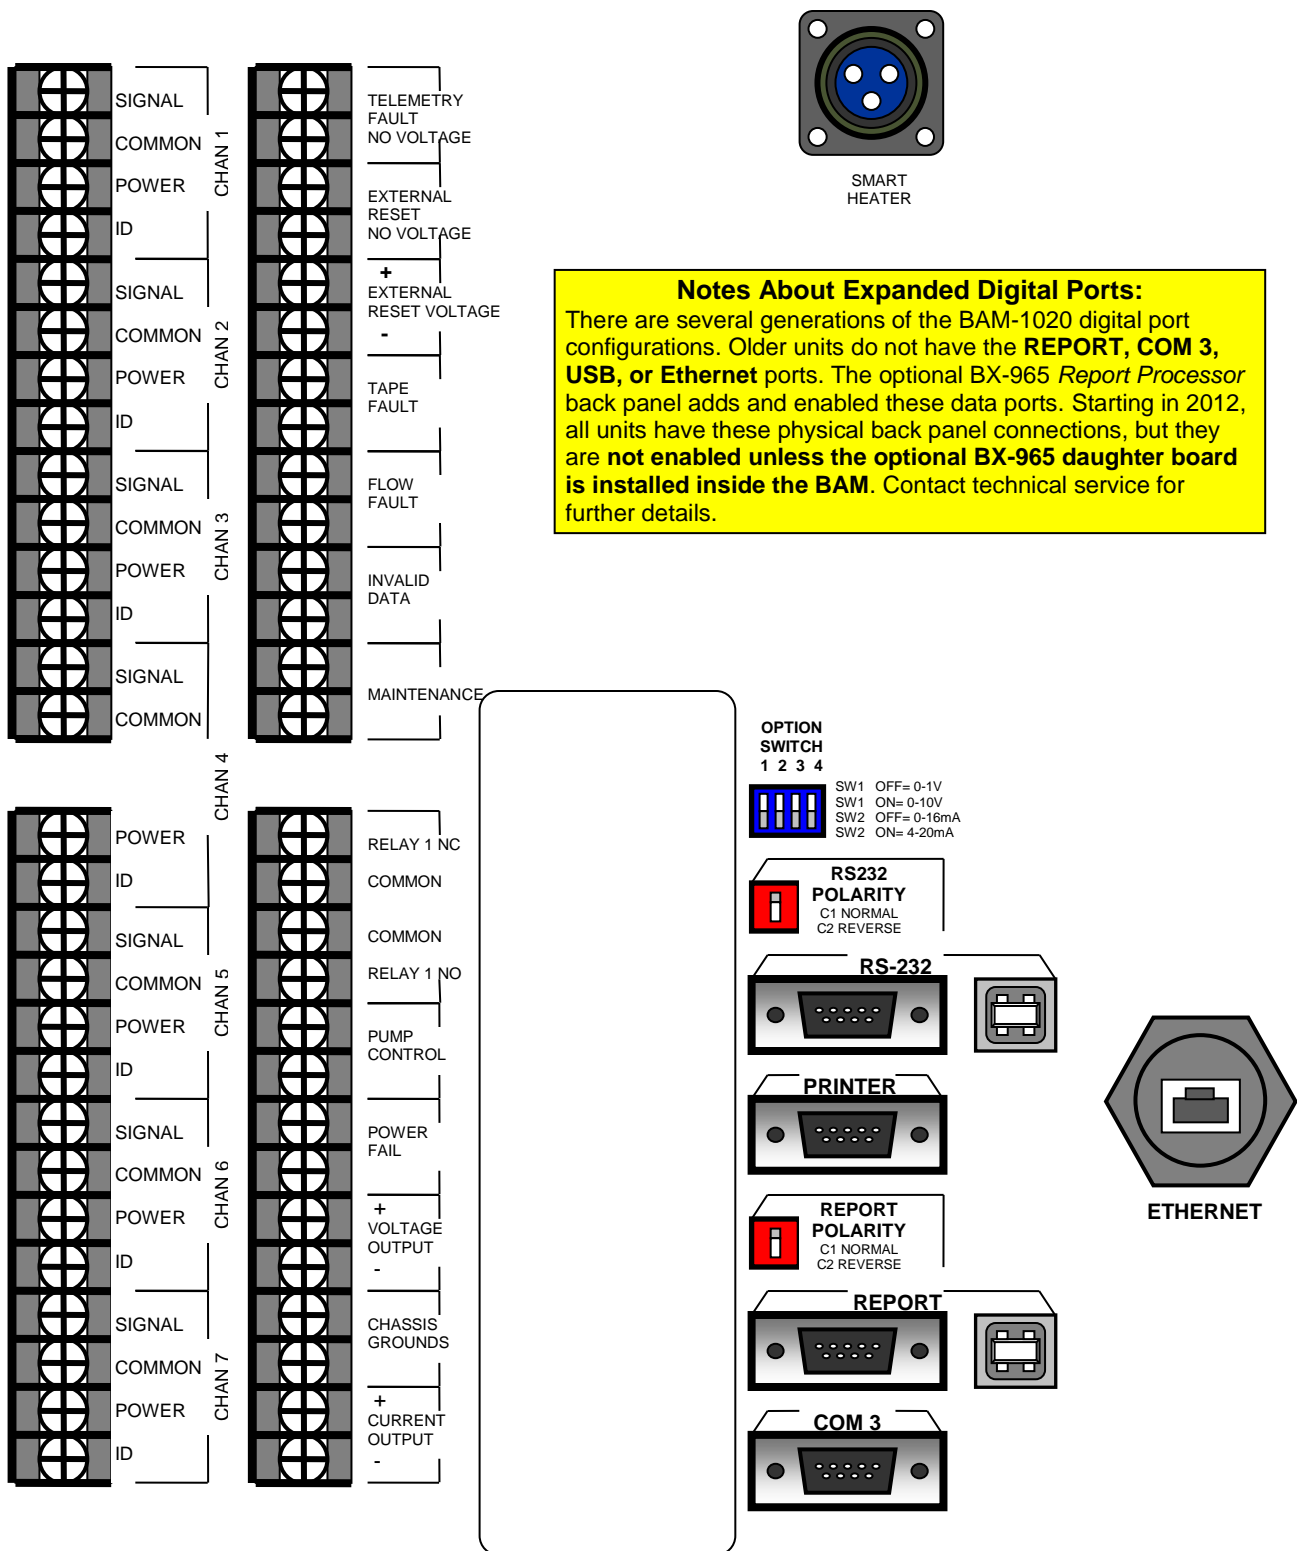 SIGNAL
COMMON
POWER
ID
CHAN 1
SIGNAL
COMMON
POWER
ID
CHAN 2
SIGNAL
COMMON
POWER
ID
CHAN 3
SIGNAL
COMMON
POWER
ID
CHAN 4
SIGNAL
COMMON
POWER
ID
CHAN 5
SIGNAL
COMMON
POWER
ID
CHAN 6
SIGNAL
COMMON
POWER
ID
CHAN 7
TELEMETRY
FAULT
NO VOLTAGE
EXTERNAL
RESET
NO VOLTAGE
+
EXTERNAL
RESET VOLTAGE
-
TAPE
FAULT
FLOW
FAULT
INVALID
DATA
MAINTENANCE
RELAY 1 NC
COMMON
COMMON
RELAY 1 NO
PUMP
CONTROL
POWER
FAIL
+
VOLTAGE
OUTPUT
-
CHASSIS
GROUNDS
+
CURRENT
OUTPUT
-
SMART
HEATER
Notes About Expanded Digital Ports:
There are several generations of the BAM-1020 digital port
configurations. Older units do not have the REPORT, COM 3,
USB, or Ethernet ports. The optional BX-965 Report Processor
back panel adds and enabled these data ports. Starting in 2012,
all units have these physical back panel connections, but they
are not enabled unless the optional BX-965 daughter board
is installed inside the BAM. Contact technical service for
further details.
OPTION
SWITCH
1 2 3 4
SW1 OFF= 0-1V
SW1 ON= 0-10V
SW2 OFF= 0-16mA
SW2 ON= 4-20mA
RS232
POLARITY
C1 NORMAL
C2 REVERSE
RS-232
PRINTER
REPORT
POLARITY
C1 NORMAL
C2 REVERSE
REPORT
COM 3
ETHERNET